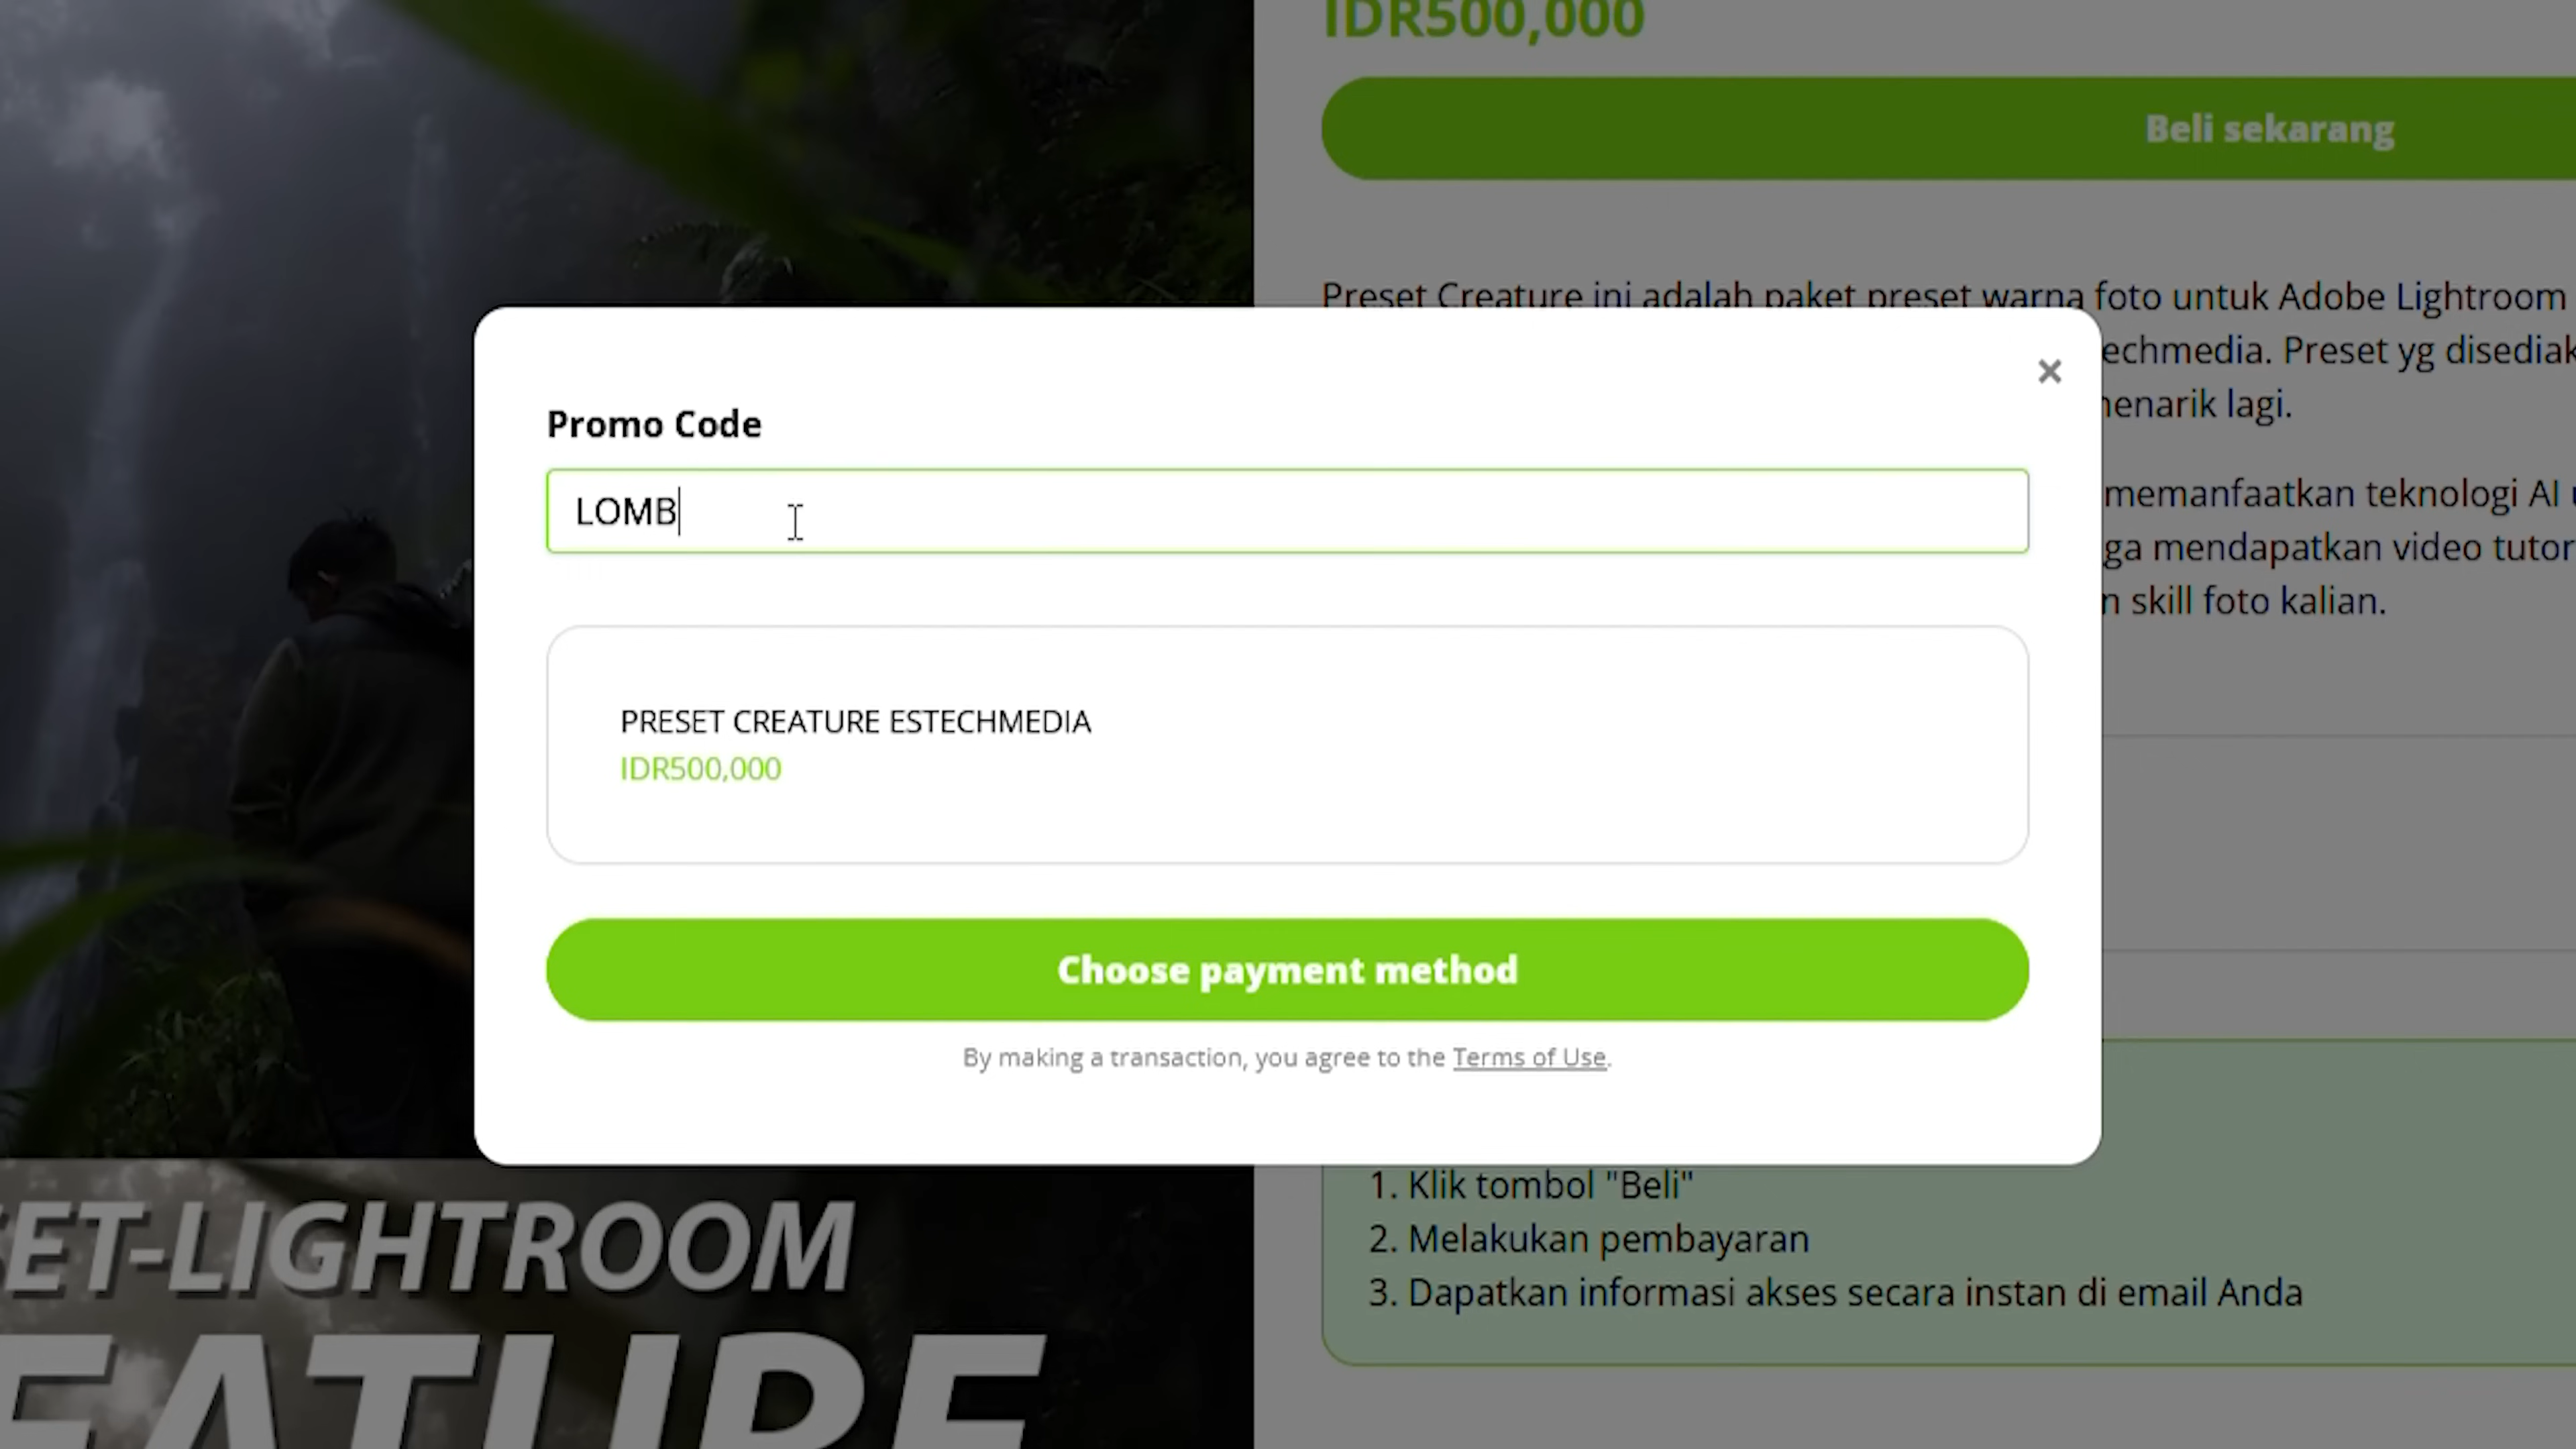 IDR500,000
Beli sekarang
Preset Creature ini adalah paket preset warna foto untuk Adobe Lightroom
echmedia. Preset yg disediak
enarik lagi.
memanfaatkan teknologi AI
ga mendapatkan video tutor
n skill foto kalian.
×
Promo Code
LOMB
PRESET CREATURE ESTECHMEDIA
IDR500,000
Choose payment method
By making a transaction, you agree to the Terms of Use.
1. Klik tombol "Beli"
2. Melakukan pembayaran
3. Dapatkan informasi akses secara instan di email Anda
ET-LIGHTROOM
EATURE